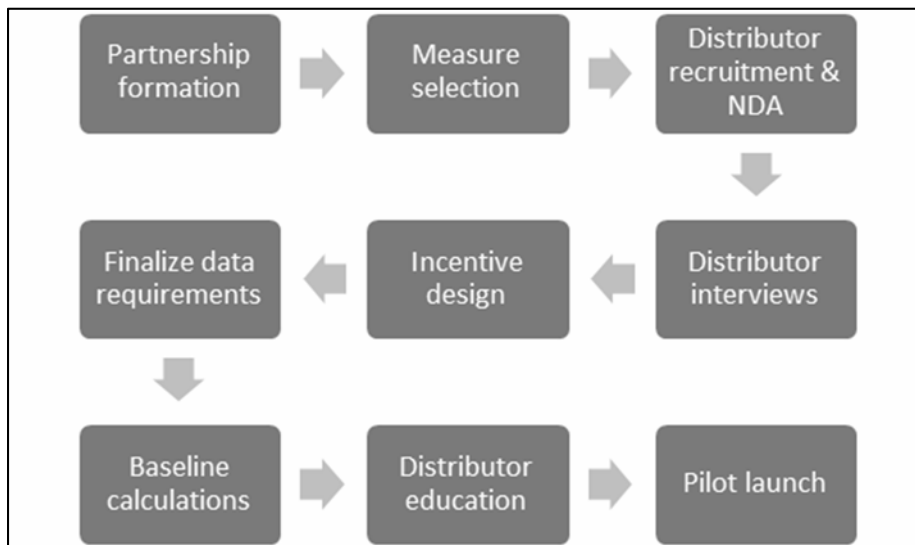 Partnership
formation
Measure
selection
Distributor
recruitment &
NDA
Distributor
interviews
Incentive
design
Finalize data
requirements
Baseline
calculations
Distributor
education
Pilot launch